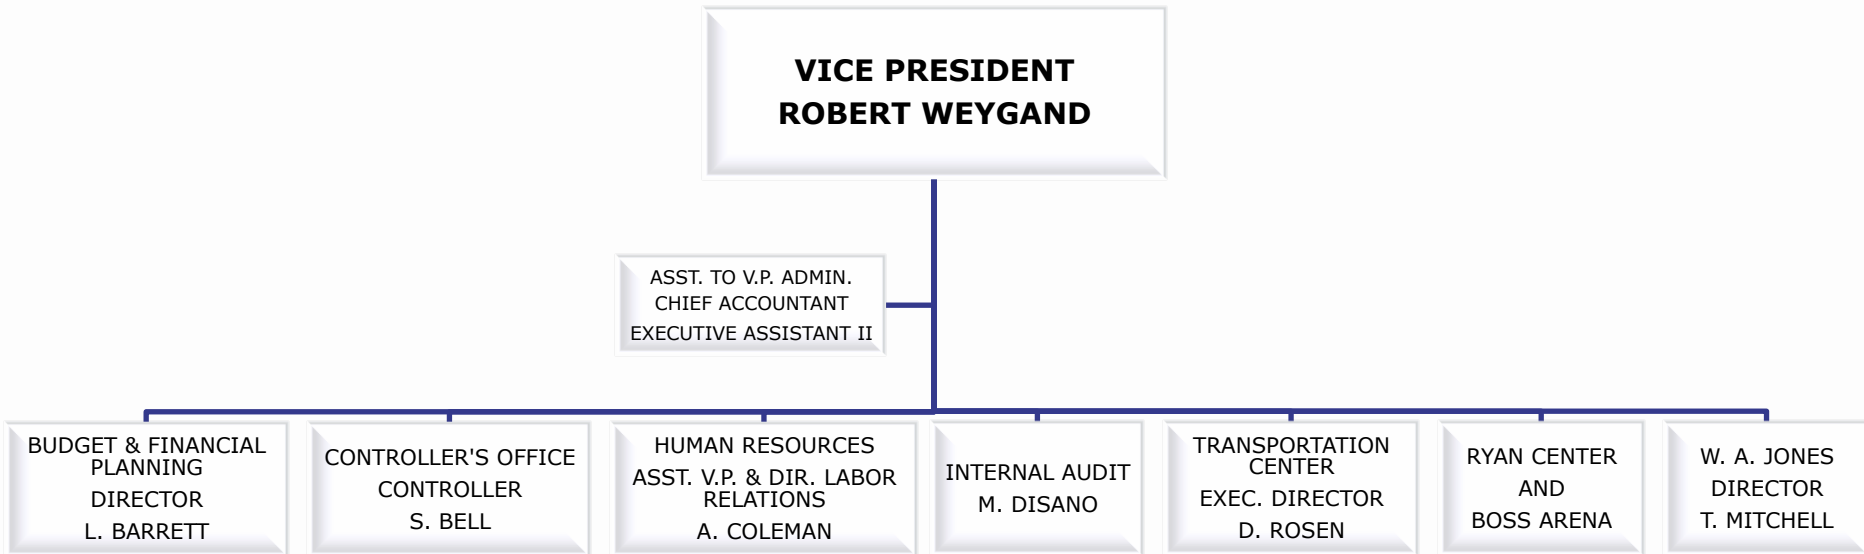 VICE PRESIDENT
ROBERT WEYGAND
ASST. TO V.P. ADMIN.
CHIEF ACCOUNTANT
EXECUTIVE ASSISTANT II
BUDGET & FINANCIAL
PLANNING
DIRECTOR
L. BARRETT
CONTROLLER'S OFFICE
CONTROLLER
S. BELL
HUMAN RESOURCES
ASST. V.P. & DIR. LABOR
RELATIONS
A. COLEMAN
INTERNAL AUDIT
M. DISANO
TRANSPORTATION
CENTER
EXEC. DIRECTOR
D. ROSEN
RYAN CENTER
AND
BOSS ARENA
W. A. JONES
DIRECTOR
T. MITCHELL